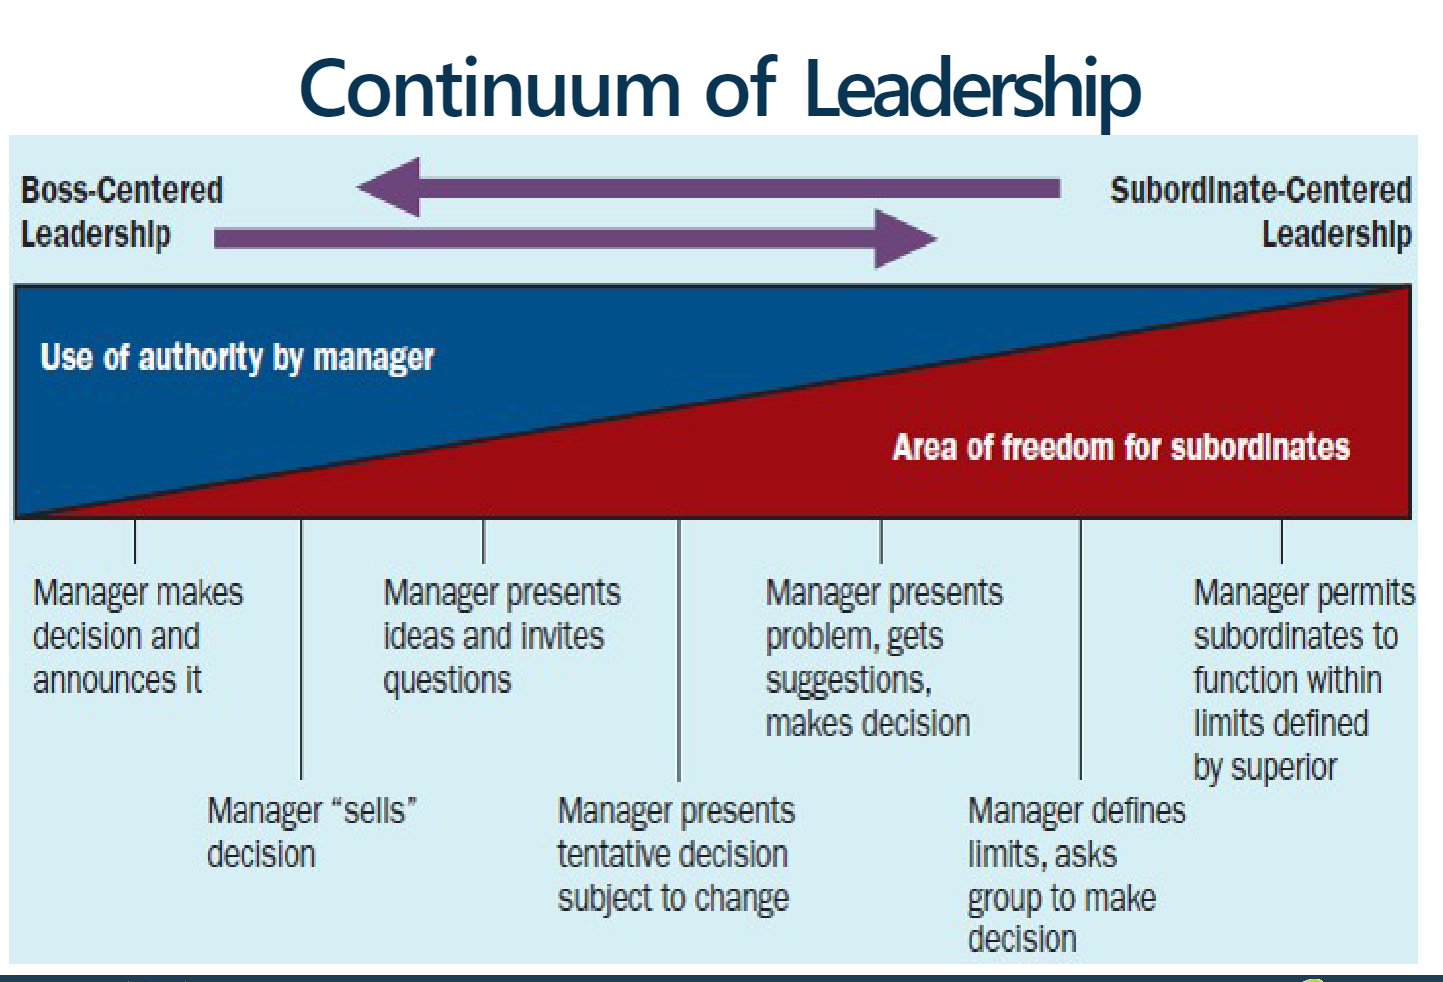 Continuum of Leadership
Boss-Centered
Leadership
Subordinate-Centered
Leadership
Use of authority by manager
Area of freedom for subordinates
Manager makes
decision and
announces it
Manager “sells”
decision
Manager presents
ideas and invites
questions
Manager presents
tentative decision
subject to change
Manager presents
problem, gets
suggestions,
makes decision
Manager defines
limits, asks
group to make
decision
Manager permits
subordinates to
function within
limits defined
by superior